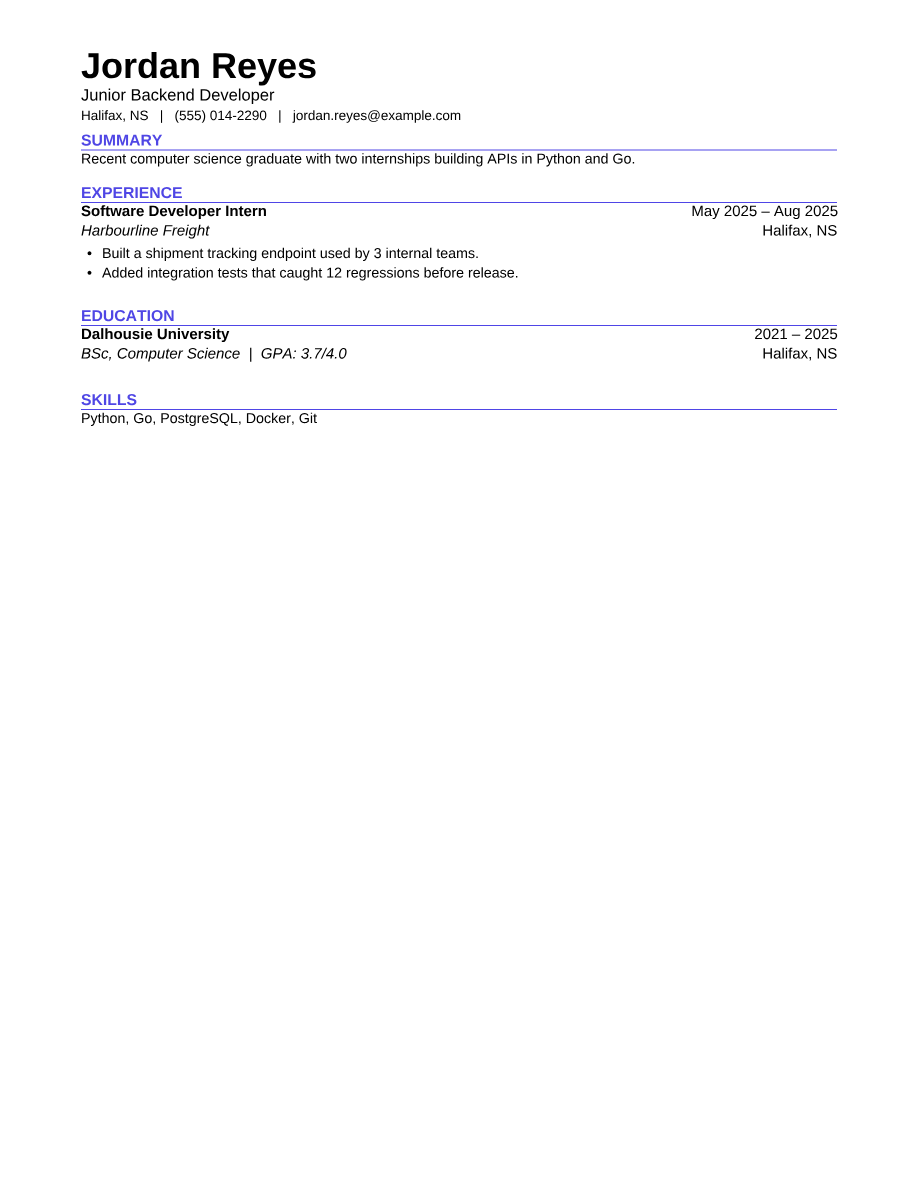 Jordan Reyes
Junior Backend Developer
Halifax, NS | (555) 014-2290 | jordan.reyes@example.com
SUMMARY
Recent computer science graduate with two internships building APIs in Python and Go.
EXPERIENCE
Software Developer Intern May 2025 – Aug 2025
Harbourline Freight Halifax, NS
• Built a shipment tracking endpoint used by 3 internal teams.
• Added integration tests that caught 12 regressions before release.
EDUCATION
Dalhousie University 2021 – 2025
BSc, Computer Science | GPA: 3.7/4.0 Halifax, NS
SKILLS
Python, Go, PostgreSQL, Docker, Git